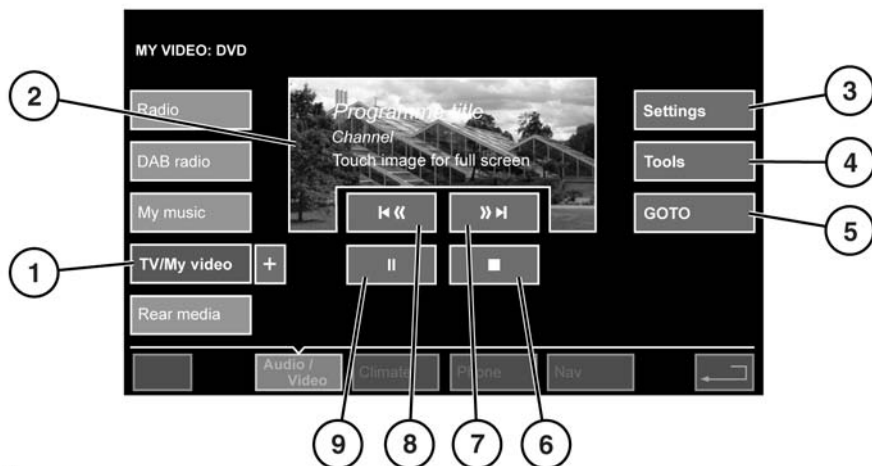 MY VIDEO: DVD
2
Radio
Programme title
Channel
Touch image for full screen
Settings
3
DAB radio
Tools
4
My music
GOTO
5
1
TV/My video +
Rear media
Audio /
Video
Climate
Phone
Nav
9
8
7
6